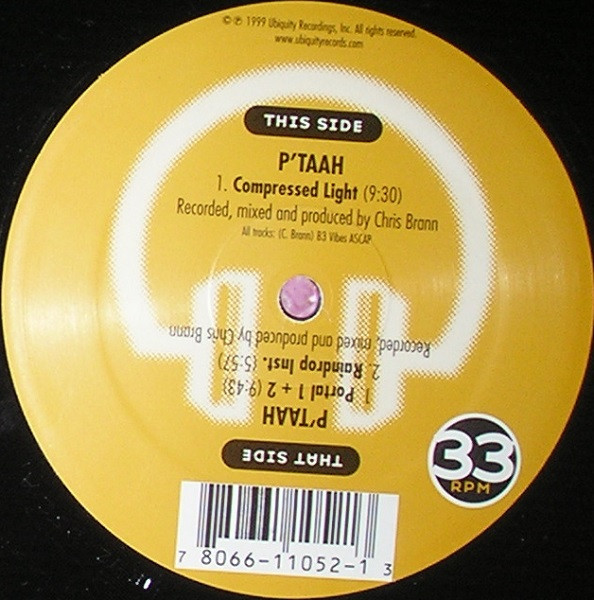 © ℗ 1999 Ubiquity Recordings, Inc. All rights reserved.
www.ubiquityrecords.com
THIS SIDE
P'TAAH
1. Compressed Light (9:30)
Recorded, mixed and produced by Chris Brann
All tracks: (C. Brann) B3 Vibes ASCAP
THAT SIDE
P'TAAH
1. Portal 1 + 2 (9:43)
2. Raindrop Inst. (5:57)
Recorded, mixed and produced by Chris Brann
33
RPM
7 8066-11052-1 3